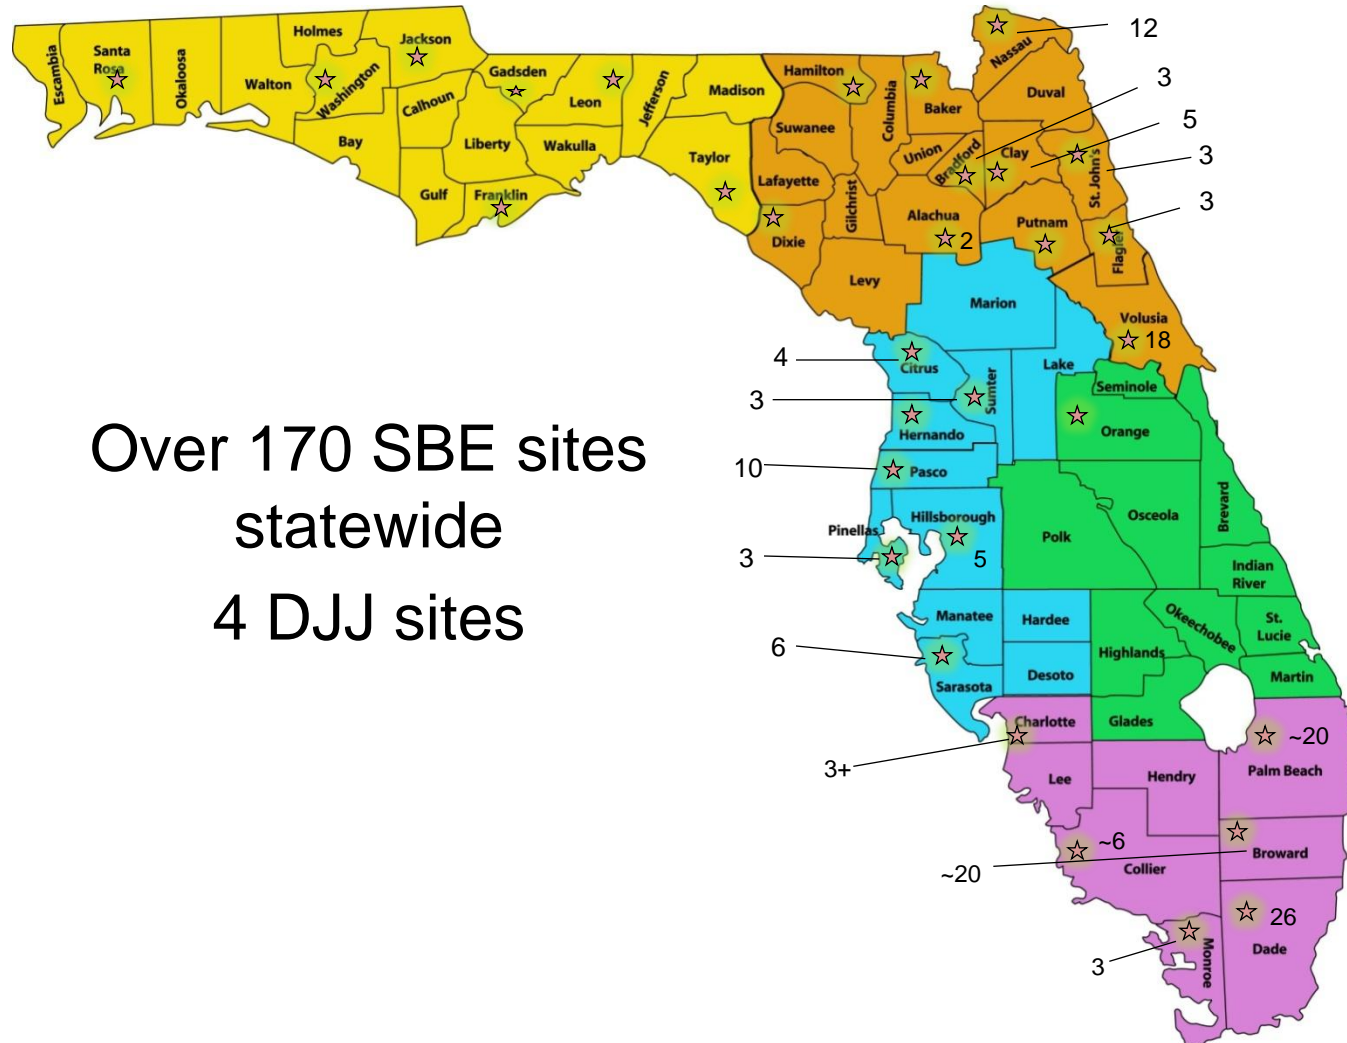 Escambia
Santa
Rosa
Okaloosa
Walton
Holmes
Washington
Jackson
Bay
Calhoun
Gulf
Gadsden
Liberty
Franklin
Leon
Wakulla
Jefferson
Madison
Taylor
Hamilton
Suwanee
Lafayette
Dixie
Columbia
Gilchrist
Baker
Union
Bradford
Nassau
Duval
Clay
St. John's
Alachua
2
Putnam
Flagler
Levy
Volusia
18
12
3
5
3
3
Marion
Citrus
Sumter
Lake
Hernando
Pasco
Pinellas
Hillsborough
5
Manatee
Hardee
Sarasota
Desoto
4
3
10
3
6
Seminole
Orange
Brevard
Osceola
Polk
Indian
River
Okeechobee
St.
Lucie
Highlands
Martin
Glades
Charlotte
3+
Lee
Hendry
~20
Palm Beach
~6
Collier
~20
Broward
26
Dade
Monroe
3
Over 170 SBE sites
statewide
4 DJJ sites